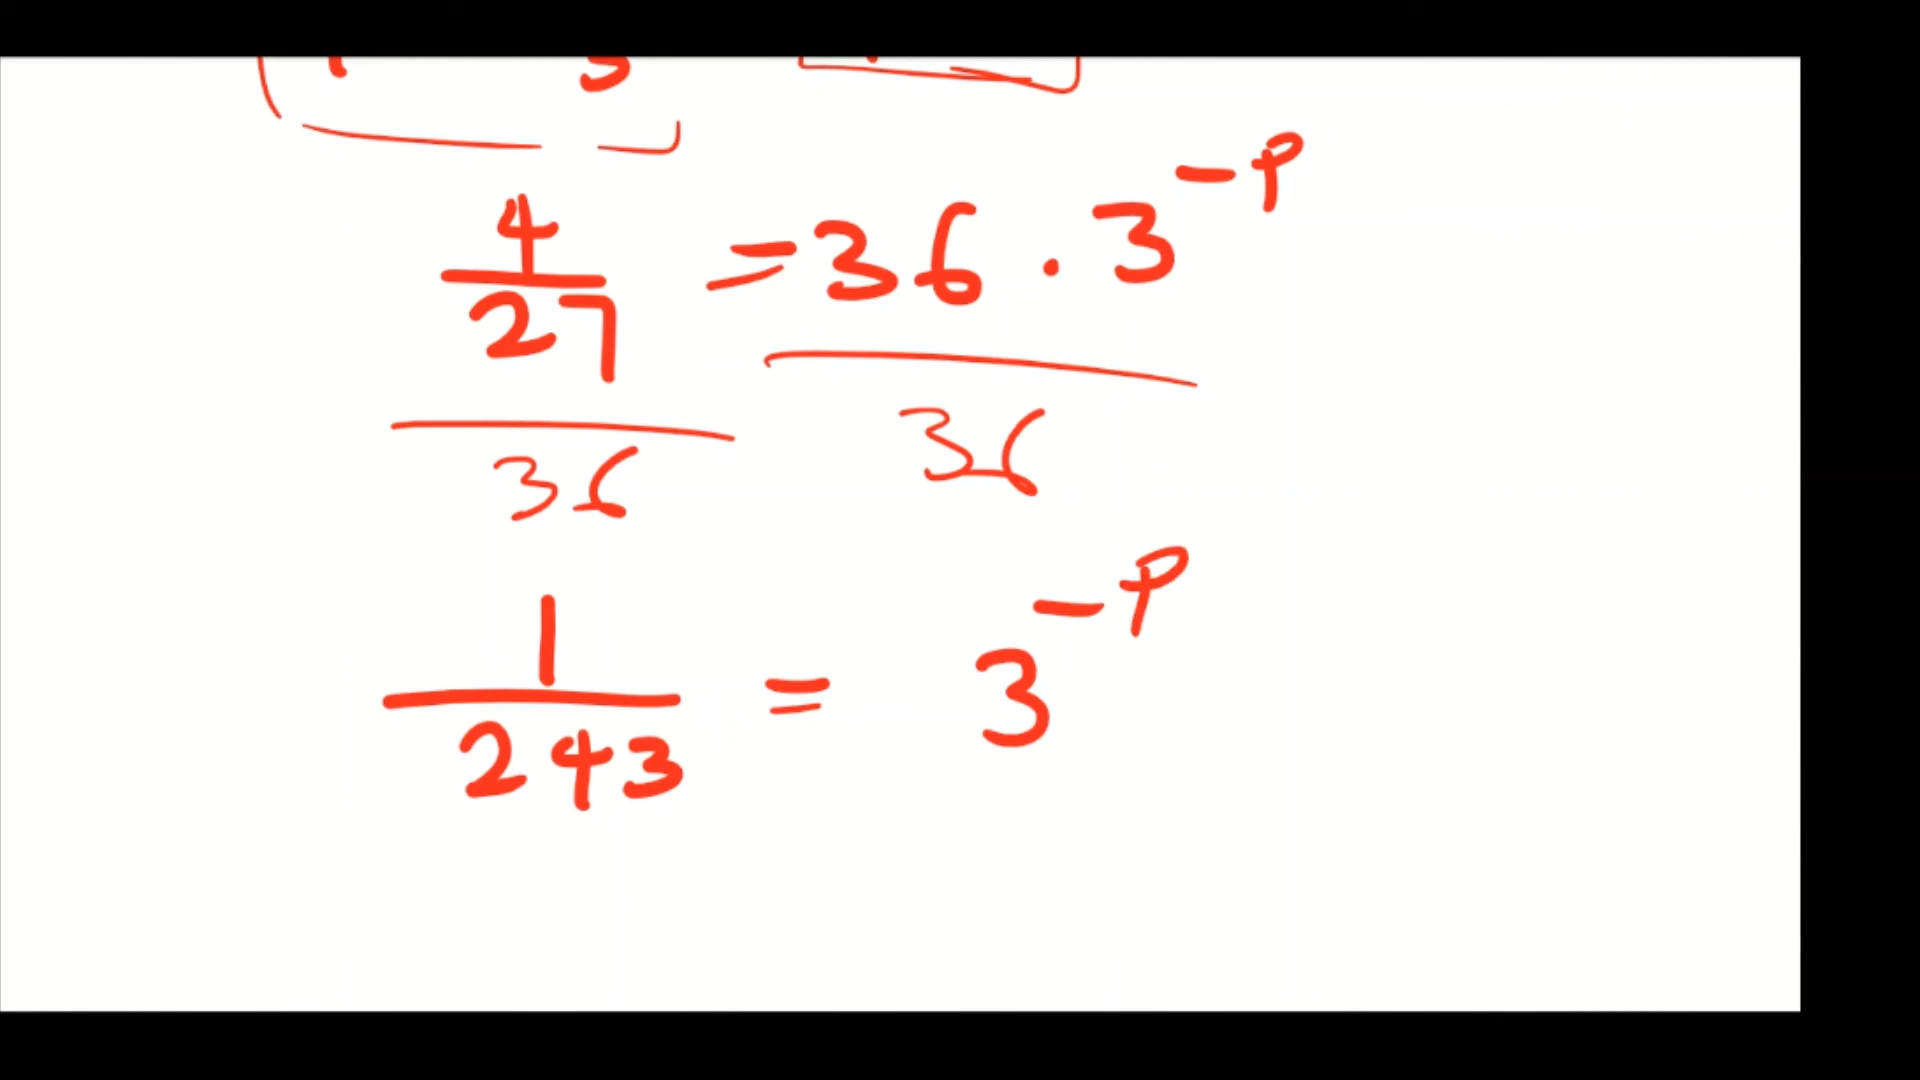 4/27 = 36 · 3^-P
36 36
1/243 = 3^-P